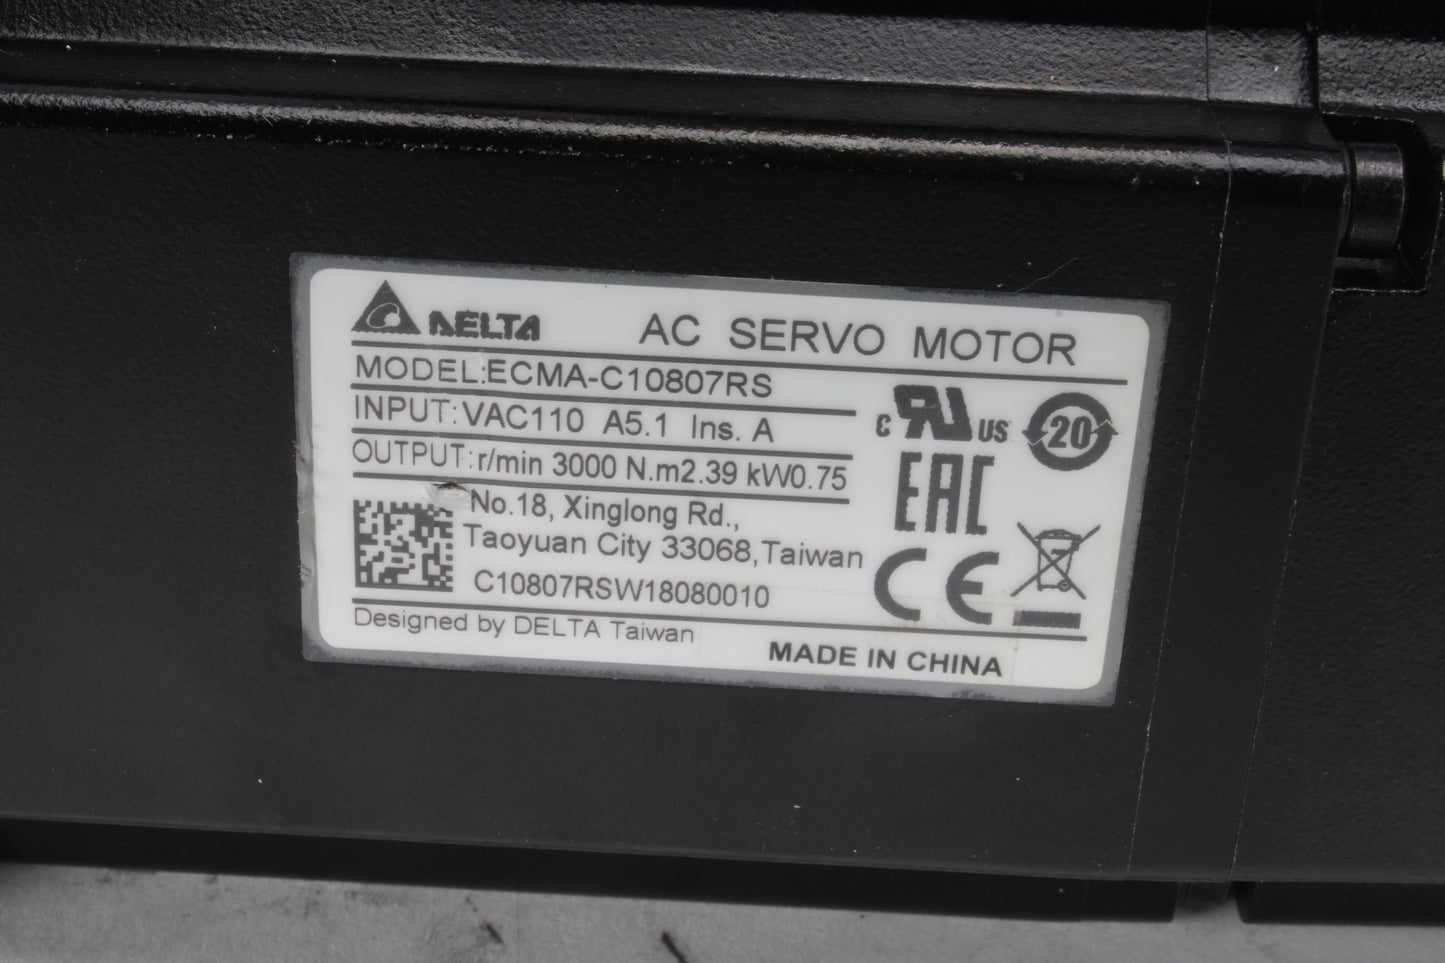 DELTA AC SERVO MOTOR
MODEL:ECMA-C10807RS
INPUT:VAC110 A5.1 Ins. A
c RU US 20
OUTPUT:r/min 3000 N.m2.39 kW0.75
EAC
No.18, Xinglong Rd.,
Taoyuan City 33068,Taiwan
CE
C10807RSW18080010
Designed by DELTA Taiwan
MADE IN CHINA